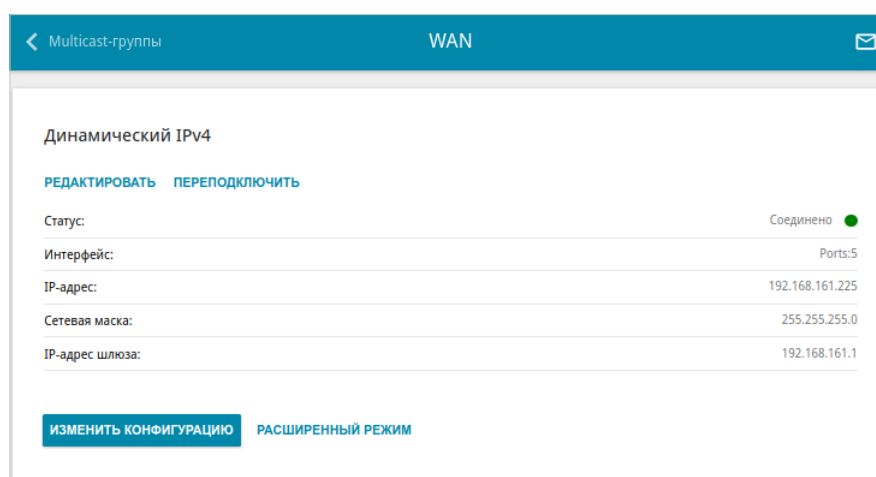 Multicast-группы WAN
Динамический IPv4
РЕДАКТИРОВАТЬ ПЕРЕПОДКЛЮЧИТЬ
Статус: Соединено
Интерфейс: Ports:5
IP-адрес: 192.168.161.225
Сетевая маска: 255.255.255.0
IP-адрес шлюза: 192.168.161.1
ИЗМЕНИТЬ КОНФИГУРАЦИЮ РАСШИРЕННЫЙ РЕЖИМ